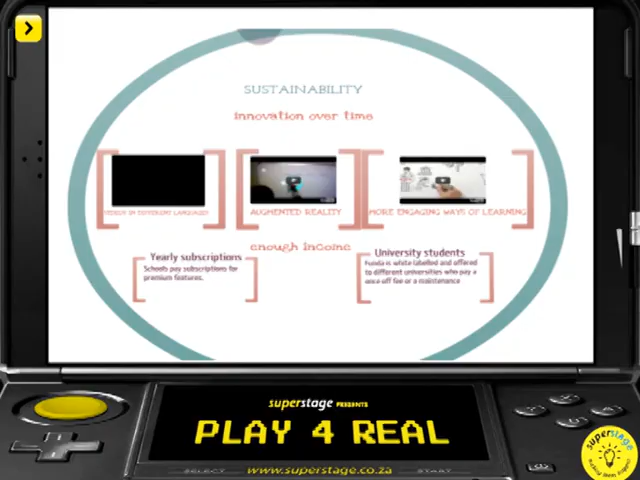 SUSTAINABILITY
innovation over time
VIDEOS IN DIFFERENT LANGUAGES
AUGMENTED REALITY
MORE ENGAGING WAYS OF LEARNING
enough income
Yearly subscriptions
Schools pay subscriptions for
premium features.
University students
Funda is white labelled and offered
to different universities who pay a
once off fee or a maintenance
superstage PRESENTS
PLAY 4 REAL
SELECT
www.superstage.co.za
START
superstage